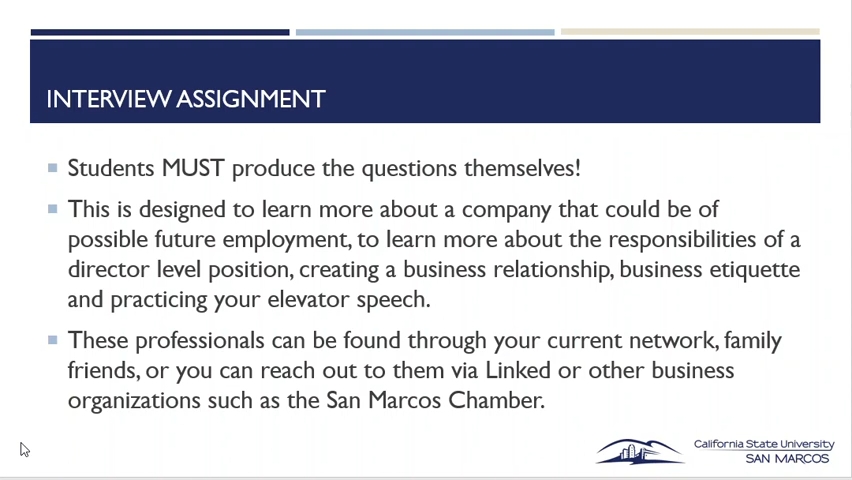 INTERVIEW ASSIGNMENT
Students MUST produce the questions themselves!
This is designed to learn more about a company that could be of
possible future employment, to learn more about the responsibilities of a
director level position, creating a business relationship, business etiquette
and practicing your elevator speech.
These professionals can be found through your current network, family
friends, or you can reach out to them via Linked or other business
organizations such as the San Marcos Chamber.
California State University
SAN MARCOS